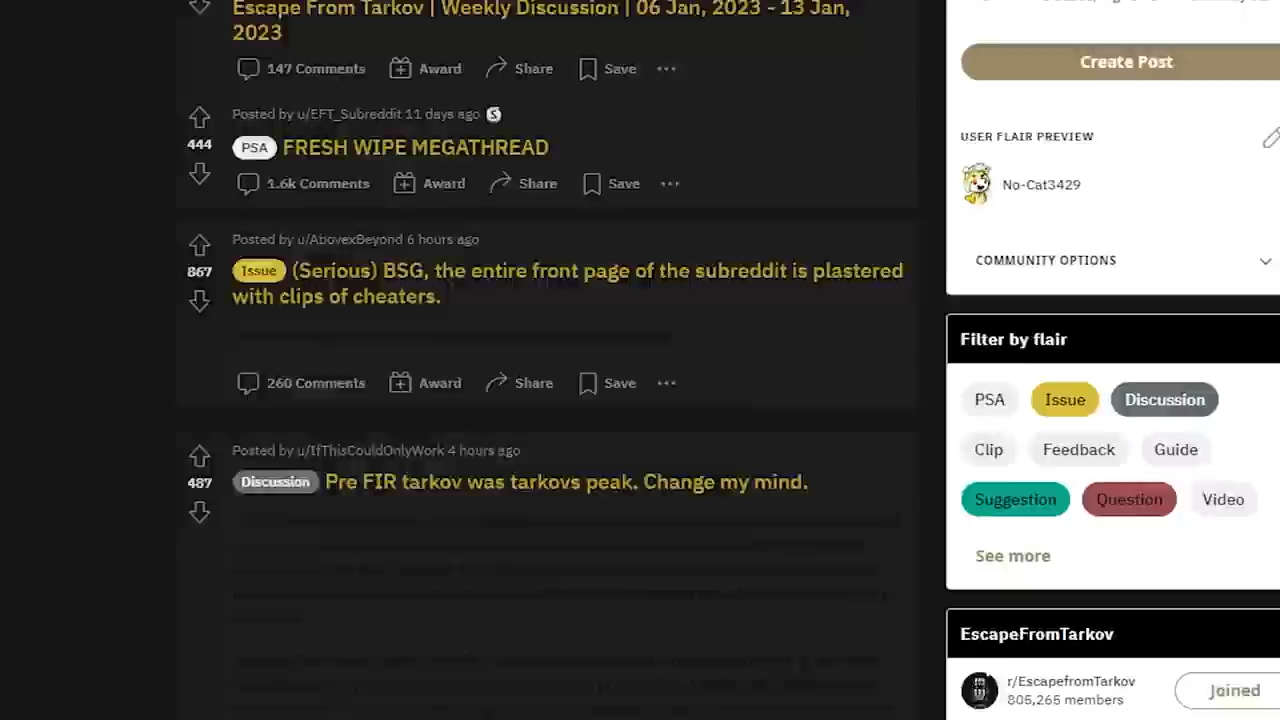 Escape From Tarkov | Weekly Discussion | 06 Jan, 2023 - 13 Jan,
2023
147 Comments Award Share Save
Posted by u/EFT_Subreddit 11 days ago
444
PSA FRESH WIPE MEGATHREAD
1.6k Comments Award Share Save
Posted by u/AbovexBeyond 6 hours ago
867
Issue (Serious) BSG, the entire front page of the subreddit is plastered
with clips of cheaters.
260 Comments Award Share Save
Posted by u/IfThisCouldOnlyWork 4 hours ago
487
Discussion Pre FIR tarkov was tarkovs peak. Change my mind.
Create Post
USER FLAIR PREVIEW
No-Cat3429
COMMUNITY OPTIONS
Filter by flair
PSA Issue Discussion
Clip Feedback Guide
Suggestion Question Video
See more
EscapeFromTarkov
r/EscapefromTarkov
805,265 members
Joined